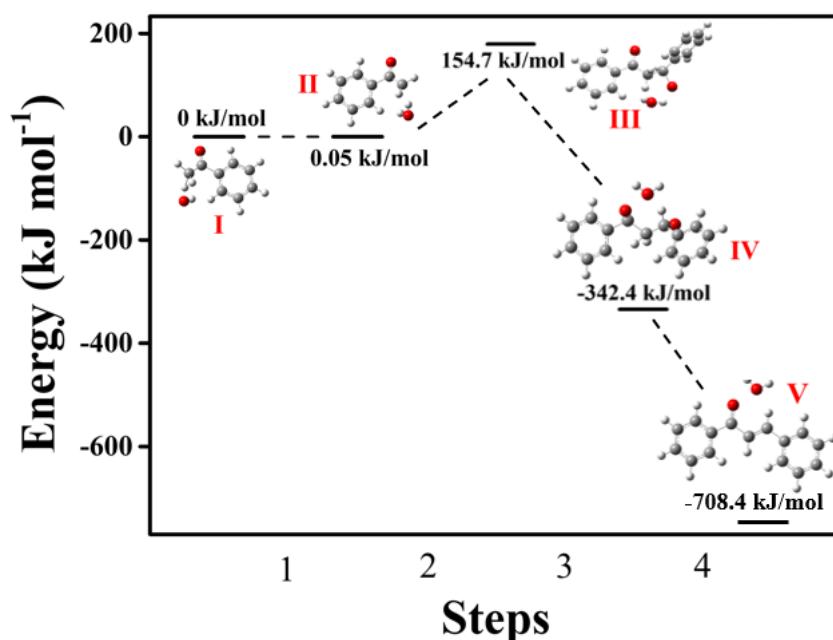 200
0
-200
-400
-600
Energy (kJ mol⁻¹)
0 kJ/mol
I
II
0.05 kJ/mol
154.7 kJ/mol
III
IV
-342.4 kJ/mol
V
-708.4 kJ/mol
1 2 3 4
Steps